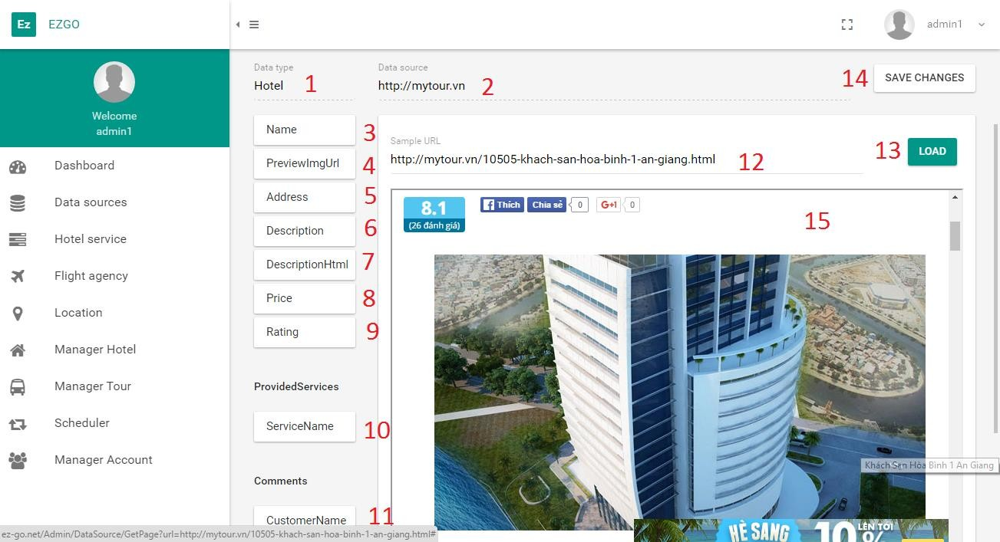 Ez EZGO
admin1
Welcome
admin1
Dashboard
Data sources
Hotel service
Flight agency
Location
Manager Hotel
Manager Tour
Scheduler
Manager Account
Data type
Hotel 1
Data source
http://mytour.vn 2
14 SAVE CHANGES
Name 3
PreviewImgUrl 4
Address 5
Description 6
DescriptionHtml 7
Price 8
Rating 9
ProvidedServices
ServiceName 10
Comments
CustomerName 11
Sample URL
http://mytour.vn/10505-khach-san-hoa-binh-1-an-giang.html 12
13 LOAD
8.1
(26 đánh giá)
Thích Chia sẻ 0 G+1 0
15
Khách Sạn Hòa Bình 1 An Giang
HÈ SANG
10%
LÊN TỚI
ez-go.net/Admin/DataSource/GetPage?url=http://mytour.vn/10505-khach-san-hoa-binh-1-an-giang.html#